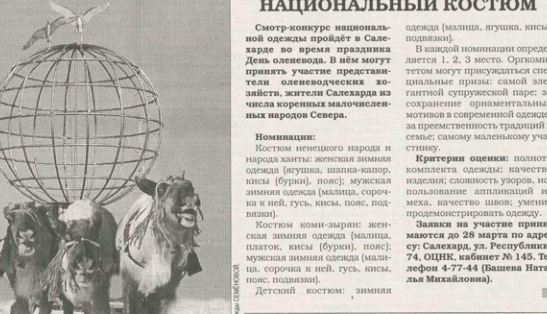 НАЦИОНАЛЬНЫЙ КОСТЮМ
Смотр-конкурс националь-
ной одежды пройдёт в Сале-
харде во время праздника
День оленевода. В нём могут
принять участие представи-
тели оленеводческих хо-
зяйств, жители Салехарда из
числа коренных малочислен-
ных народов Севера.
Номинации:
Костюм ненецкого народа и
народа ханты: женская зимняя
одежда (ягушка, шапка-капор,
кисы (бурки), пояс); мужская
зимняя одежда (малица, сороч-
ка к ней, гусь, кисы, пояс, под-
вязки).
Костюм коми-зырян: жен-
ская зимняя одежда (малица,
платок, кисы (бурки), пояс);
мужская зимняя одежда (мали-
ца, сорочка к ней, гусь, кисы,
пояс, подвязки).
Детский костюм: зимняя
одежда (малица, ягушка, кисы
подвязки).
В каждой номинации опреде-
ляется 1, 2, 3 место. Оргкоми-
тетом могут присуждаться спе-
циальные призы: самой эле-
гантной супружеской паре; з
сохранение орнаментальны
мотивов в современной одежде
за преемственность традиций
семье; самому маленькому уча
стнику.
Критерии оценки: полнот
комплекта одежды; качеств
изделия; сложность узоров, ис
пользование аппликаций и
меха, качество швов; умени
продемонстрировать одежду.
Заявки на участие прини
маются до 28 марта по адре
су: Салехард, ул. Республики
74, ОЦНК, кабинет № 145. Те
лефон 4-77-44 (Башева Ната
лья Михайловна).
СЕМЁНОВОЙ